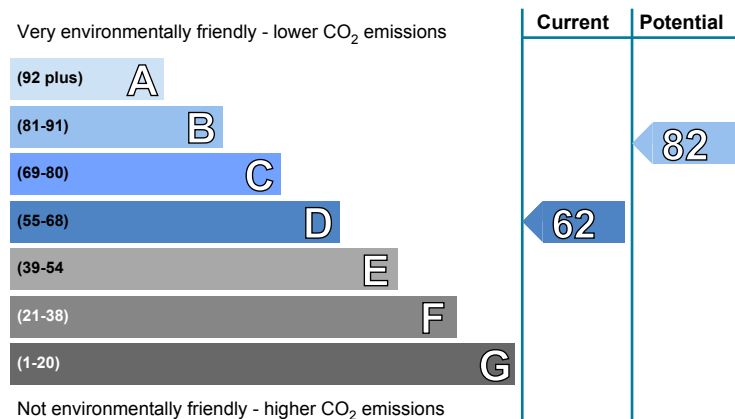 Very environmentally friendly - lower CO₂ emissions
Current
Potential
(92 plus) A
(81-91) B
(69-80) C
(55-68) D
(39-54 E
(21-38) F
(1-20) G
82
62
Not environmentally friendly - higher CO₂ emissions